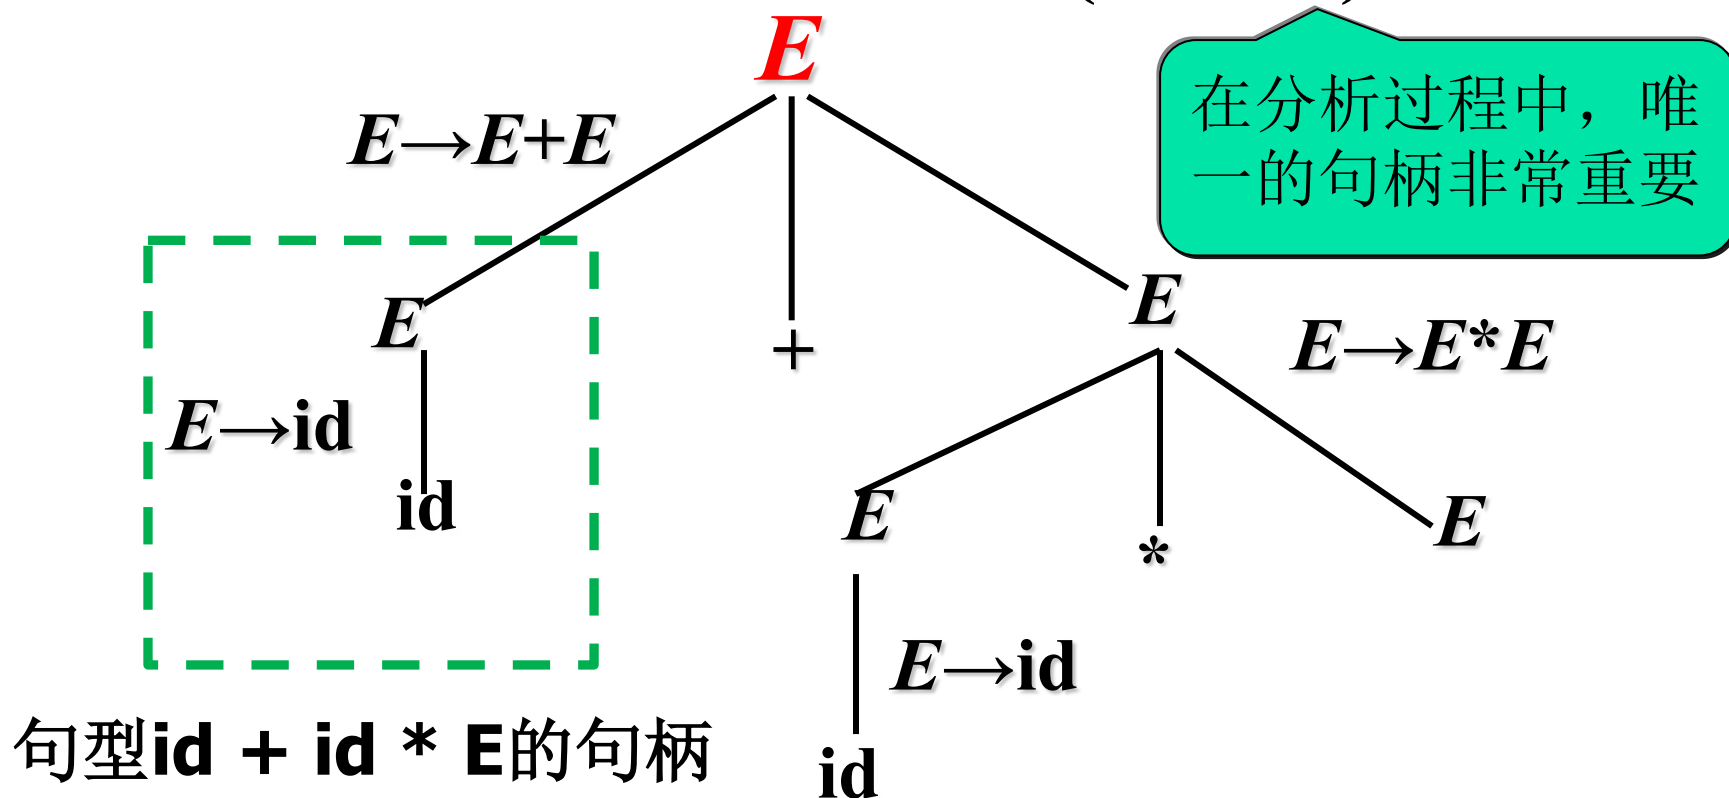 E
在分析过程中，唯
一的句柄非常重要
E→E+E
E
+
E
E→E*E
E→id
id
E
*
E
E→id
id
句型id + id * E的句柄